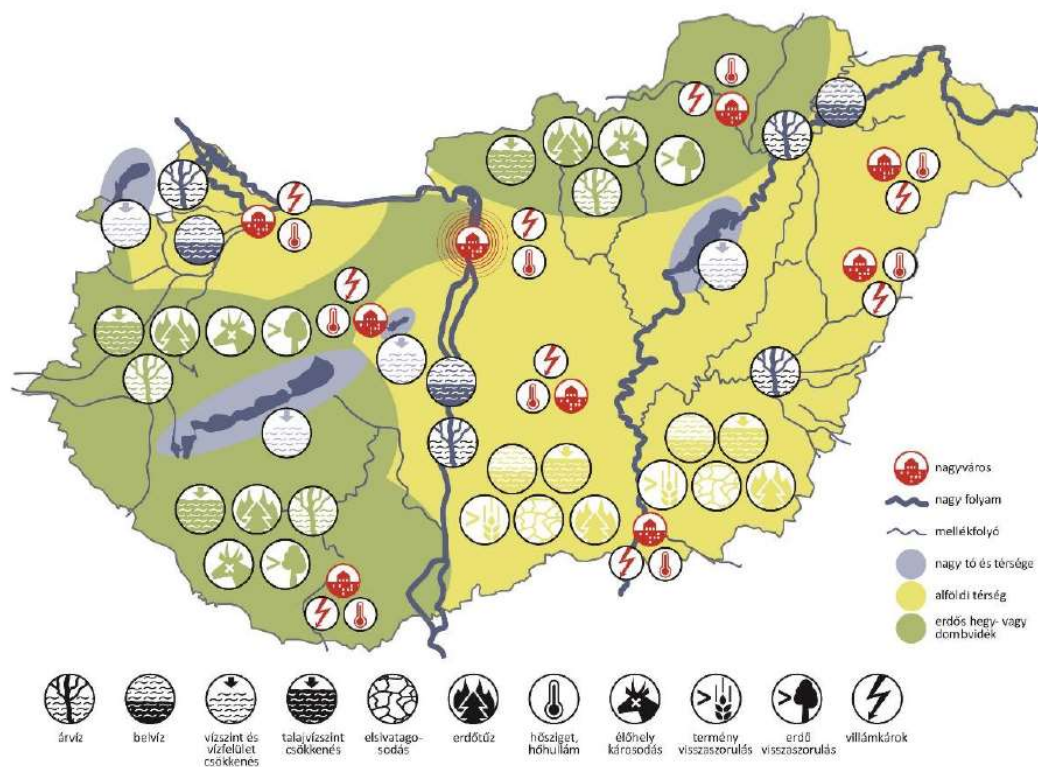 nagyváros
nagy folyam
mellékfolyó
nagy tó és térsége
alföldi térség
erdős hegy- vagy
dombvidék
árvíz
belvíz
vízszint és
vízfelület
csökkenés
talajvízszint
csökkenés
elsivatago-
sodás
erdőtűz
hősziget,
hőhullám
élőhely
károsodás
termény
visszaszorulás
erdő
visszaszorulás
villámkárok